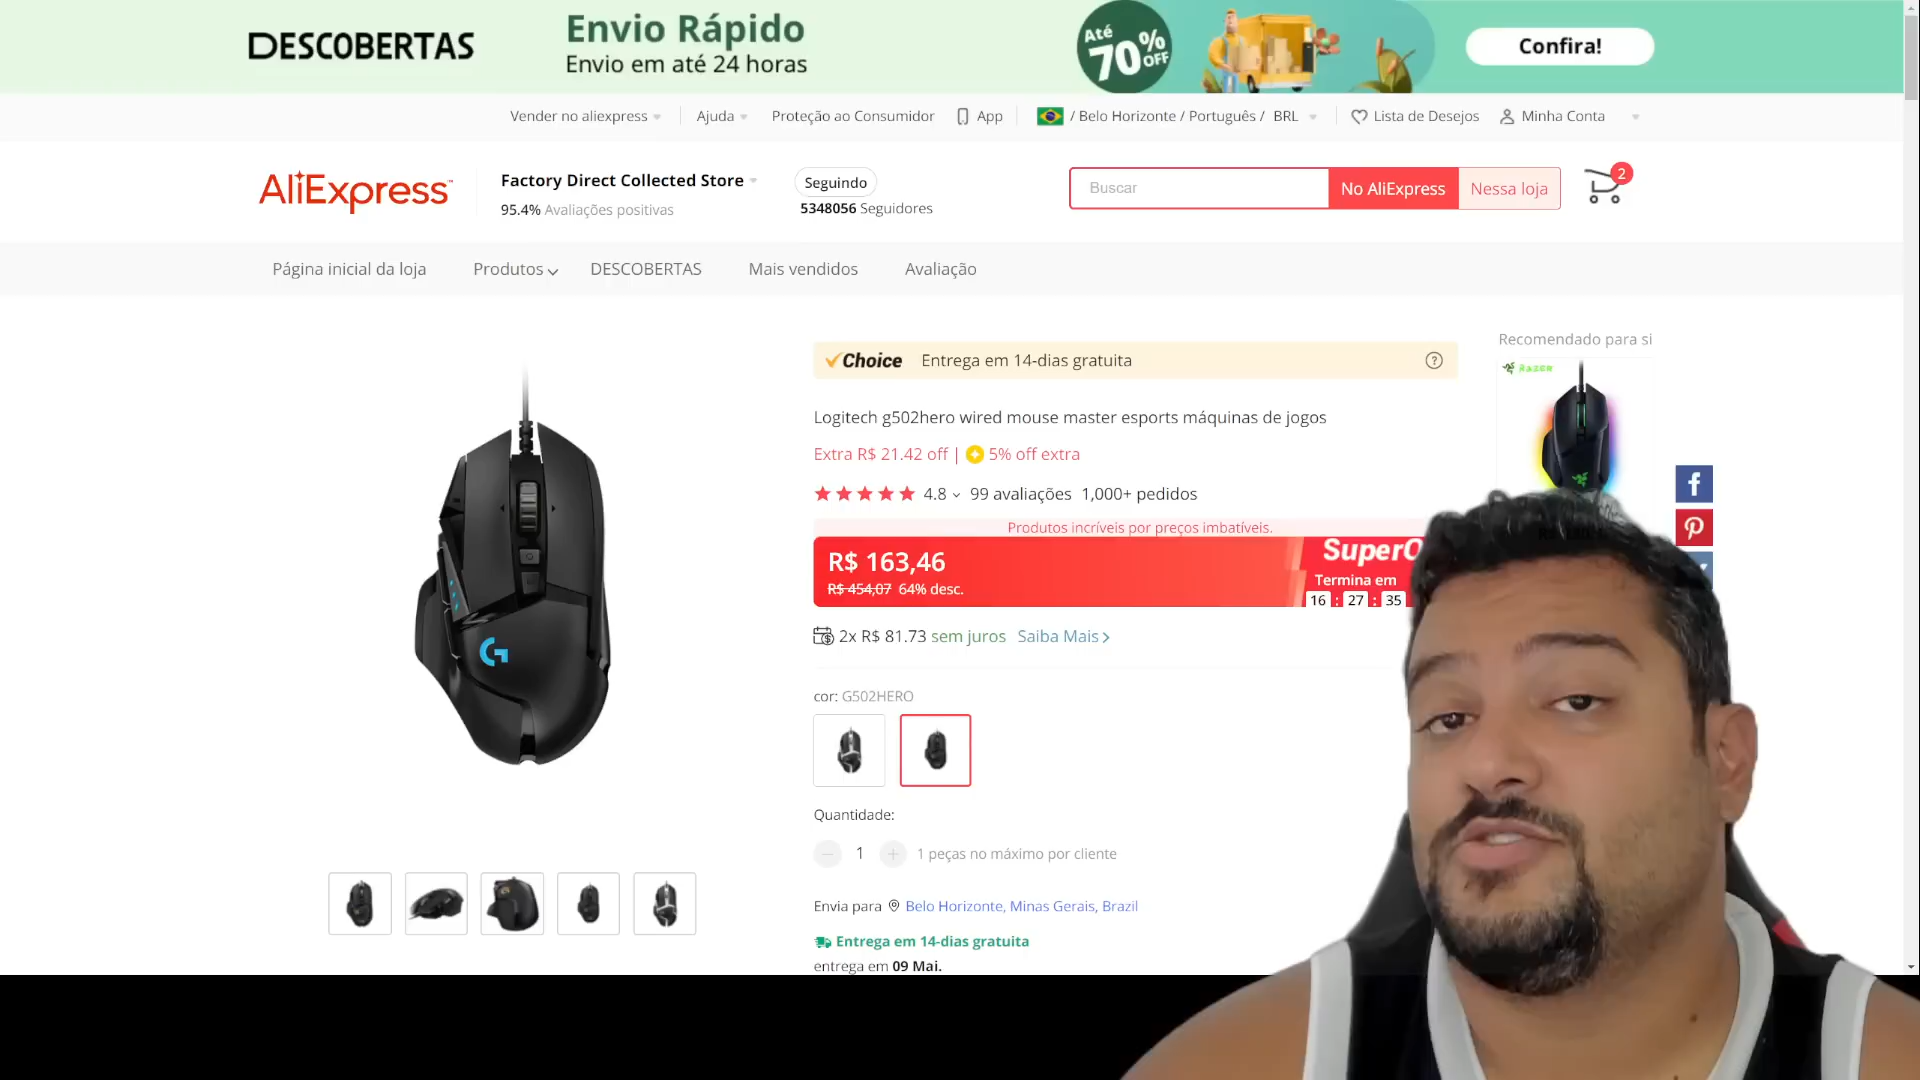 DESCOBERTAS
Envio Rápido
Envio em até 24 horas
Até
70% OFF
Confira!
Vender no aliexpress
Ajuda
Proteção ao Consumidor
App
/ Belo Horizonte / Português / BRL
Lista de Desejos
Minha Conta
AliExpress™
Factory Direct Collected Store
95.4% Avaliações positivas
Seguindo
5348056 Seguidores
Buscar
No AliExpress
Nessa loja
2
Página inicial da loja
Produtos
DESCOBERTAS
Mais vendidos
Avaliação
Choice
Entrega em 14-dias gratuita
?
Recomendado para si
RAZER
Logitech g502hero wired mouse master esports máquinas de jogos
Extra R$ 21.42 off | 5% off extra
4.8
99 avaliações
1,000+ pedidos
Produtos incríveis por preços imbatíveis.
R$ 163,46
R$ 454,07 64% desc.
Termina em
16 : 27 : 35
2x R$ 81.73 sem juros Saiba Mais
cor: G502HERO
Quantidade:
1
1 peças no máximo por cliente
Envia para Belo Horizonte, Minas Gerais, Brazil
Entrega em 14-dias gratuita
entrega em 09 Mai.